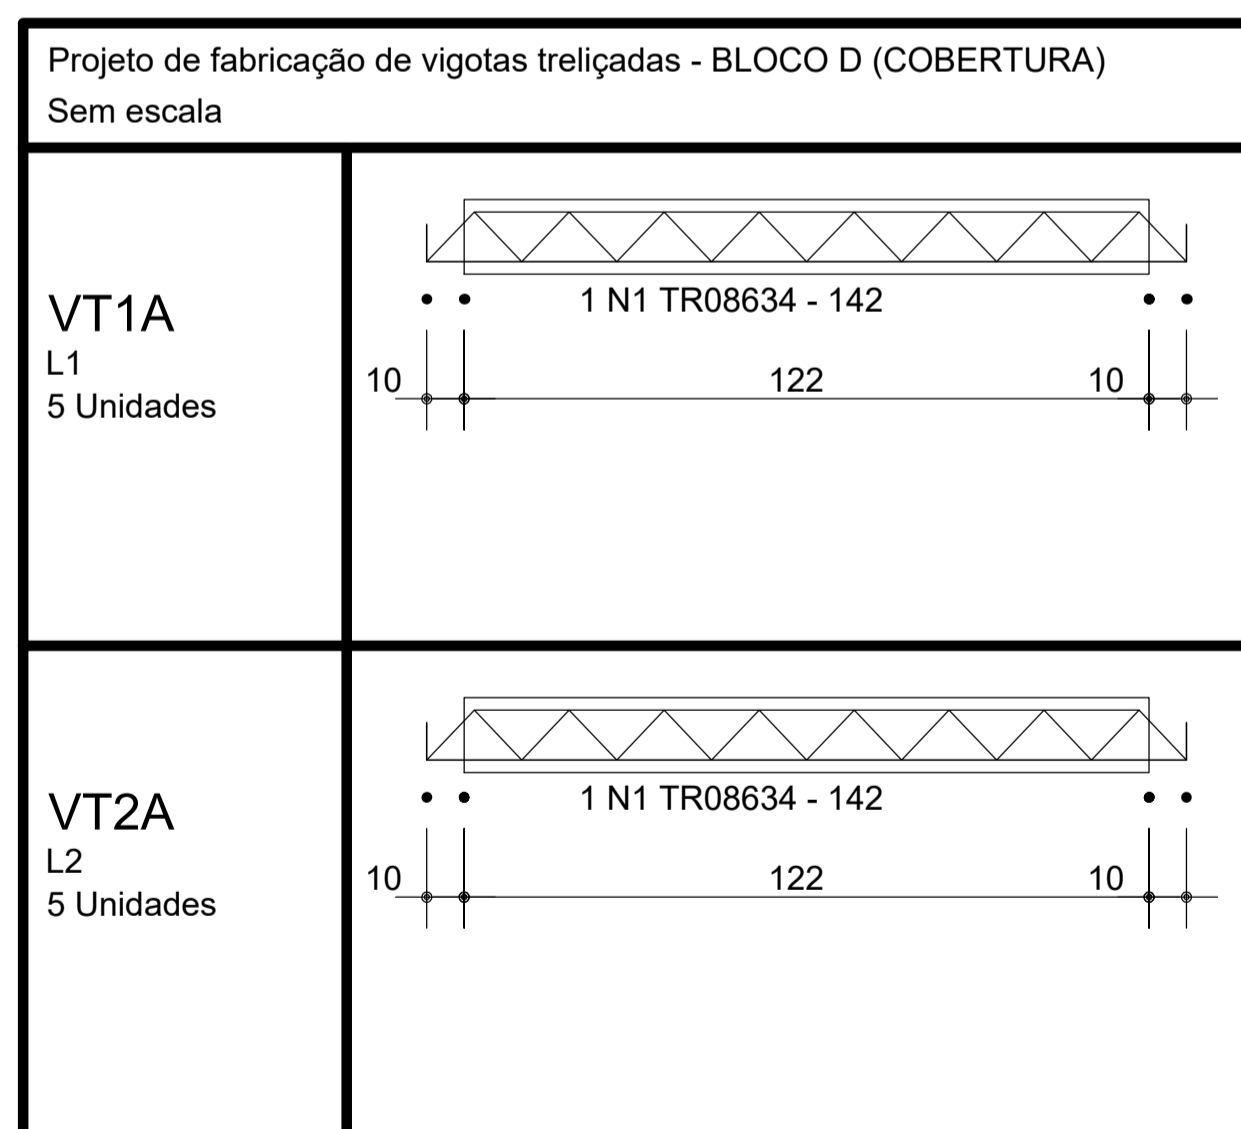 Projeto de fabricação de vigotas treliçadas - BLOCO D (COBERTURA)
Sem escala
VT1A
L1
5 Unidades
1 N1 TR08634 - 142
10 122 10
VT2A
L2
5 Unidades
1 N1 TR08634 - 142
10 122 10